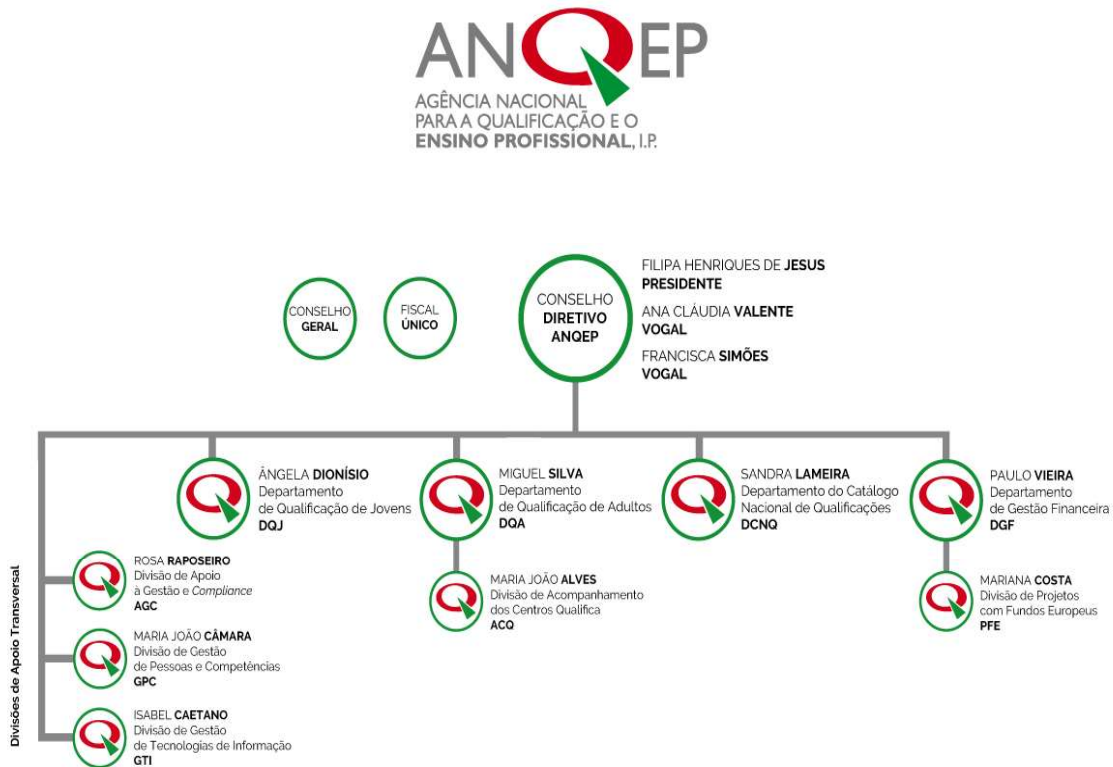 ANQEP
AGÊNCIA NACIONAL
PARA A QUALIFICAÇÃO E O
ENSINO PROFISSIONAL, I.P.
CONSELHO
GERAL
FISCAL
ÚNICO
CONSELHO
DIRETIVO
ANQEP
FILIPA HENRIQUES DE JESUS
PRESIDENTE
ANA CLÁUDIA VALENTE
VOGAL
FRANCISCA SIMÕES
VOGAL
ÂNGELA DIONÍSIO
Departamento
de Qualificação de Jovens
DQJ
MIGUEL SILVA
Departamento
de Qualificação de Adultos
DQA
SANDRA LAMEIRA
Departamento do Catálogo
Nacional de Qualificações
DCNQ
PAULO VIEIRA
Departamento
de Gestão Financeira
DGF
Divisões de Apoio Transversal
ROSA RAPOSEIRO
Divisão de Apoio
à Gestão e Compliance
AGC
MARIA JOÃO CÂMARA
Divisão de Gestão
de Pessoas e Competências
GPC
ISABEL CAETANO
Divisão de Gestão
de Tecnologias de Informação
GTI
MARIA JOÃO ALVES
Divisão de Acompanhamento
dos Centros Qualifica
ACQ
MARIANA COSTA
Divisão de Projetos
com Fundos Europeus
PFE